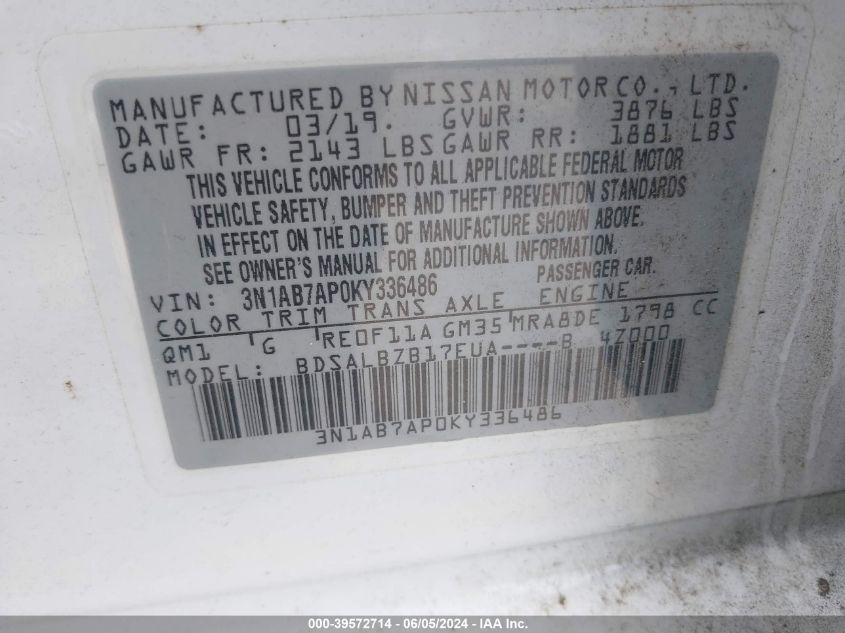 MANUFACTURED BY NISSAN MOTOR CO., LTD.
DATE: 03/19. GVWR: 3876 LBS
GAWR FR: 2143 LBS GAWR RR: 1881 LBS
THIS VEHICLE CONFORMS TO ALL APPLICABLE FEDERAL MOTOR
VEHICLE SAFETY, BUMPER AND THEFT PREVENTION STANDARDS
IN EFFECT ON THE DATE OF MANUFACTURE SHOWN ABOVE.
SEE OWNER'S MANUAL FOR ADDITIONAL INFORMATION.
VIN: 3N1AB7AP0KY336486 PASSENGER CAR.
COLOR TRIM TRANS AXLE ENGINE
QM1 G RE0F11A GM35 MRA8DE 1798 CC
MODEL: BDSALBZB17EUA----B 4Z000
3N1AB7AP0KY336486
000-39572714 - 06/05/2024 - IAA Inc.